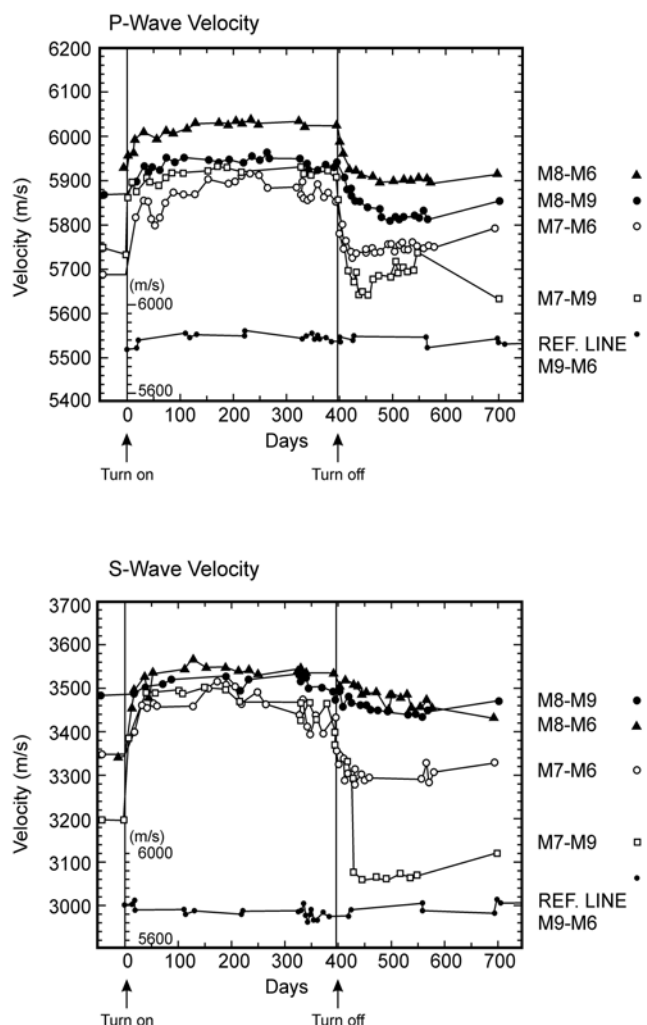 P-Wave Velocity
6200
6100
6000
5900
5800
5700
5600
5500
5400
Velocity (m/s)
(m/s)
6000
5600
0 100 200 300 400 500 600 700
Days
Turn on
Turn off
M8-M6
M8-M9
M7-M6
M7-M9
REF. LINE
M9-M6
S-Wave Velocity
3700
3600
3500
3400
3300
3200
3100
3000
Velocity (m/s)
(m/s)
6000
5600
0 100 200 300 400 500 600 700
Days
Turn on
Turn off
M8-M9
M8-M6
M7-M6
M7-M9
REF. LINE
M9-M6